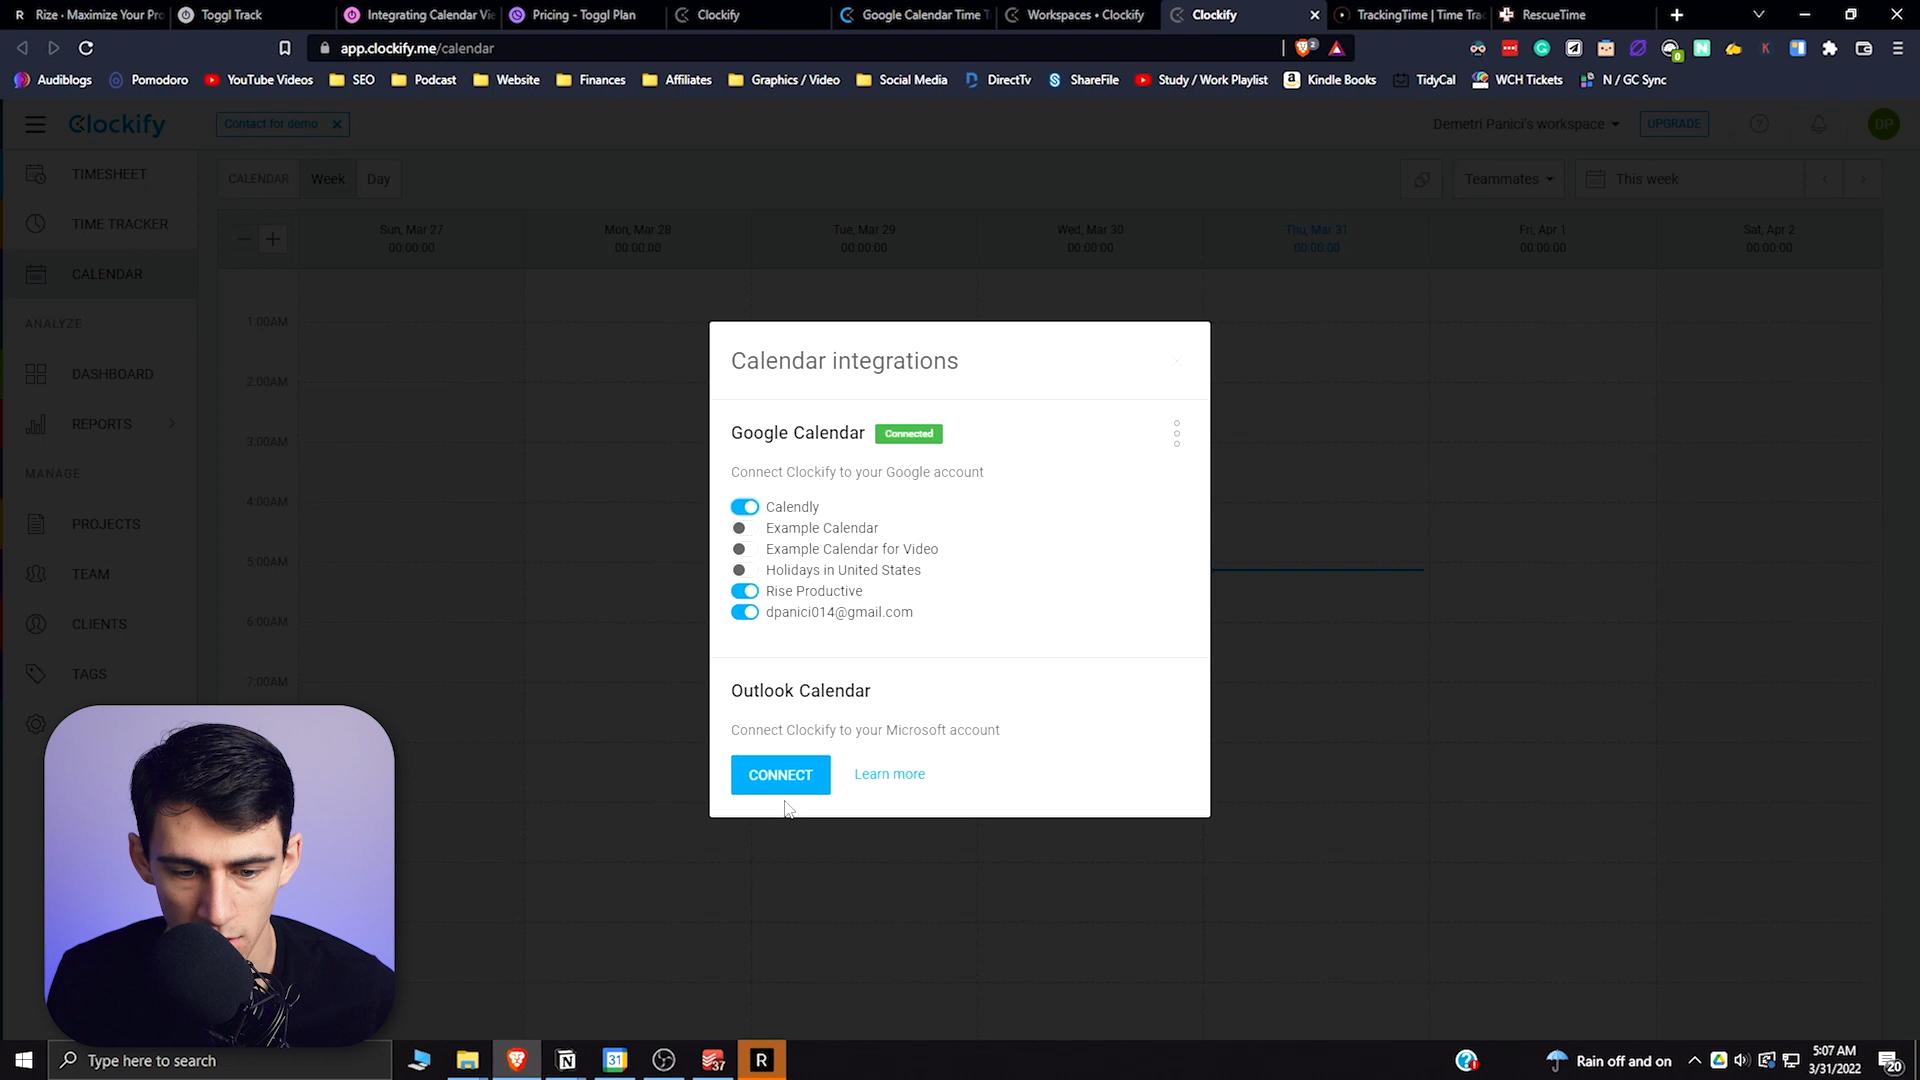 Rize · Maximize Your Pro
Toggl Track
Integrating Calendar Vie
Pricing - Toggl Plan
Clockify
Google Calendar Time T
Workspaces • Clockify
Clockify
TrackingTime | Time Trac
RescueTime
app.clockify.me/calendar
Audiblogs
Pomodoro
YouTube Videos
SEO
Podcast
Website
Finances
Affiliates
Graphics / Video
Social Media
DirectTv
ShareFile
Study / Work Playlist
Kindle Books
TidyCal
WCH Tickets
N / GC Sync
Clockify
Contact for demo
Demetri Panici's workspace
UPGRADE
DP
TIMESHEET
TIME TRACKER
CALENDAR
ANALYZE
DASHBOARD
REPORTS
MANAGE
PROJECTS
TEAM
CLIENTS
TAGS
CALENDAR
Week
Day
Teammates
This week
Sun, Mar 27
00:00:00
Mon, Mar 28
00:00:00
Tue, Mar 29
00:00:00
Wed, Mar 30
00:00:00
Thu, Mar 31
00:00:00
Fri, Apr 1
00:00:00
Sat, Apr 2
00:00:00
1:00AM
2:00AM
3:00AM
4:00AM
5:00AM
6:00AM
7:00AM
Calendar integrations
Google Calendar
Connected
Connect Clockify to your Google account
Calendly
Example Calendar
Example Calendar for Video
Holidays in United States
Rise Productive
dpanici014@gmail.com
Outlook Calendar
Connect Clockify to your Microsoft account
CONNECT
Learn more
Type here to search
31
37
R
Rain off and on
5:07 AM
3/31/2022
20